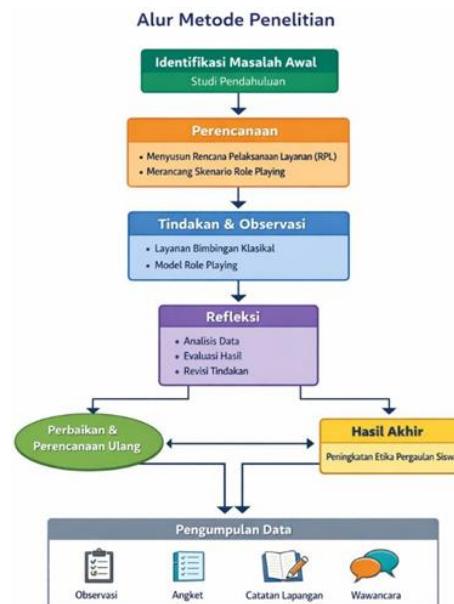 Alur Metode Penelitian
Identifikasi Masalah Awal
Studi Pendahuluan
Perencanaan
• Menyusun Rencana Pelaksanaan Layanan (RPL)
• Merancang Skenario Role Playing
Tindakan & Observasi
• Layanan Bimbingan Klasikal
• Model Role Playing
Refleksi
• Analisis Data
• Evaluasi Hasil
• Revisi Tindakan
Perbaikan &
Perencanaan Ulang
Hasil Akhir
Peningkatan Etika Pergaulan Sisw
Pengumpulan Data
Observasi
Angket
Catatan Lapangan
Wawancara